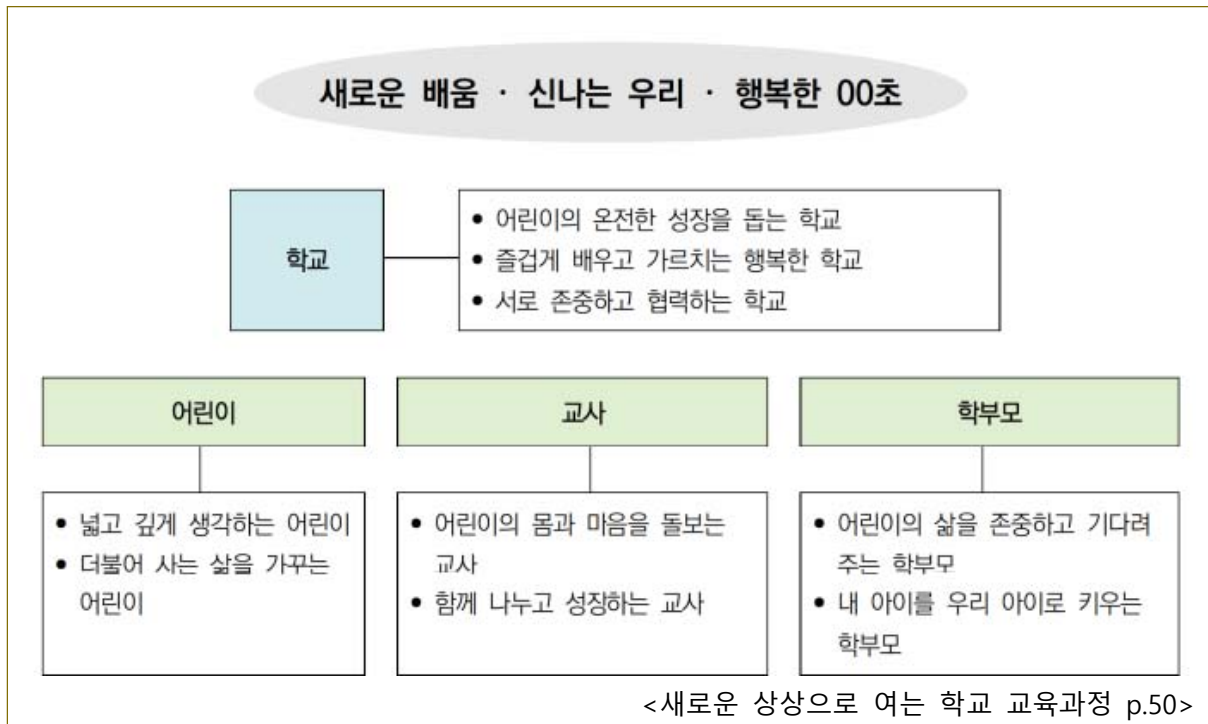 새로운 배움 · 신나는 우리 · 행복한 00초
학교
• 어린이의 온전한 성장을 돕는 학교
• 즐겁게 배우고 가르치는 행복한 학교
• 서로 존중하고 협력하는 학교
어린이
• 넓고 깊게 생각하는 어린이
• 더불어 사는 삶을 가꾸는
어린이
교사
• 어린이의 몸과 마음을 돌보는
교사
• 함께 나누고 성장하는 교사
학부모
• 어린이의 삶을 존중하고 기다려
주는 학부모
• 내 아이를 우리 아이로 키우는
학부모
<새로운 상상으로 여는 학교 교육과정 p.50>